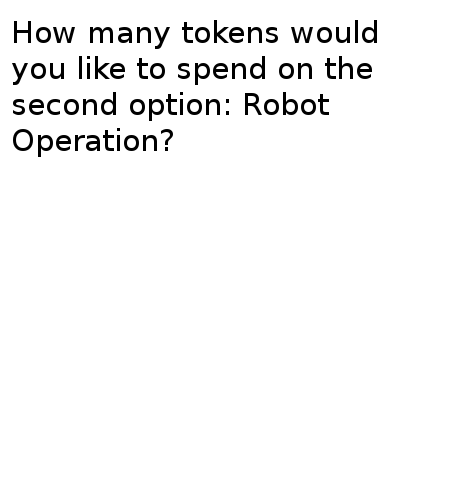 How many tokens would
you like to spend on the
second option: Robot
Operation?